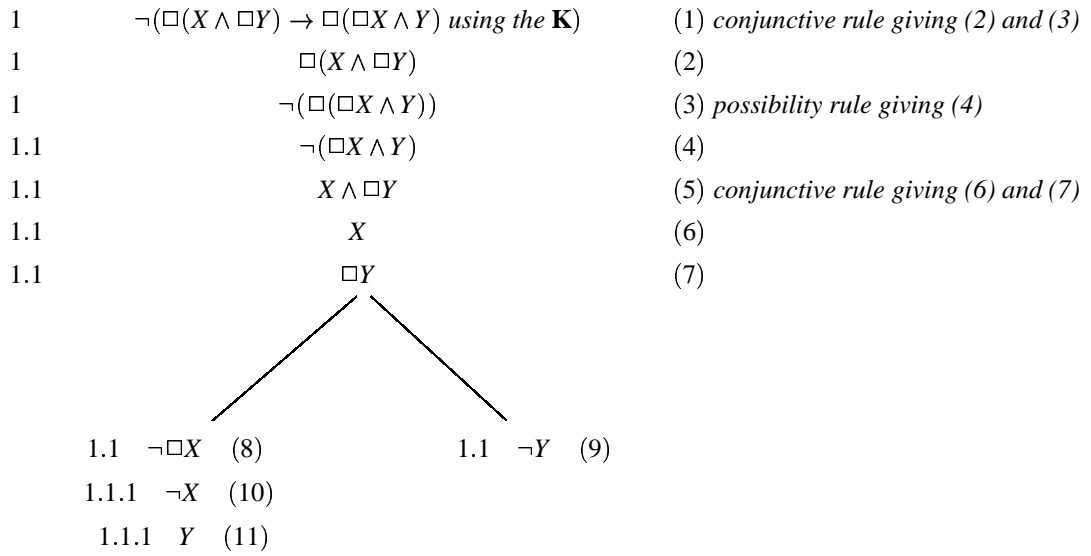 1 ¬(□(X ∧ □Y) → □(□X ∧ Y) using the K) (1) conjunctive rule giving (2) and (3)
1 □(X ∧ □Y) (2)
1 ¬(□(□X ∧ Y)) (3) possibility rule giving (4)
1.1 ¬(□X ∧ Y) (4)
1.1 X ∧ □Y (5) conjunctive rule giving (6) and (7)
1.1 X (6)
1.1 □Y (7)
1.1 ¬□X (8) 1.1 ¬Y (9)
1.1.1 ¬X (10)
1.1.1 Y (11)